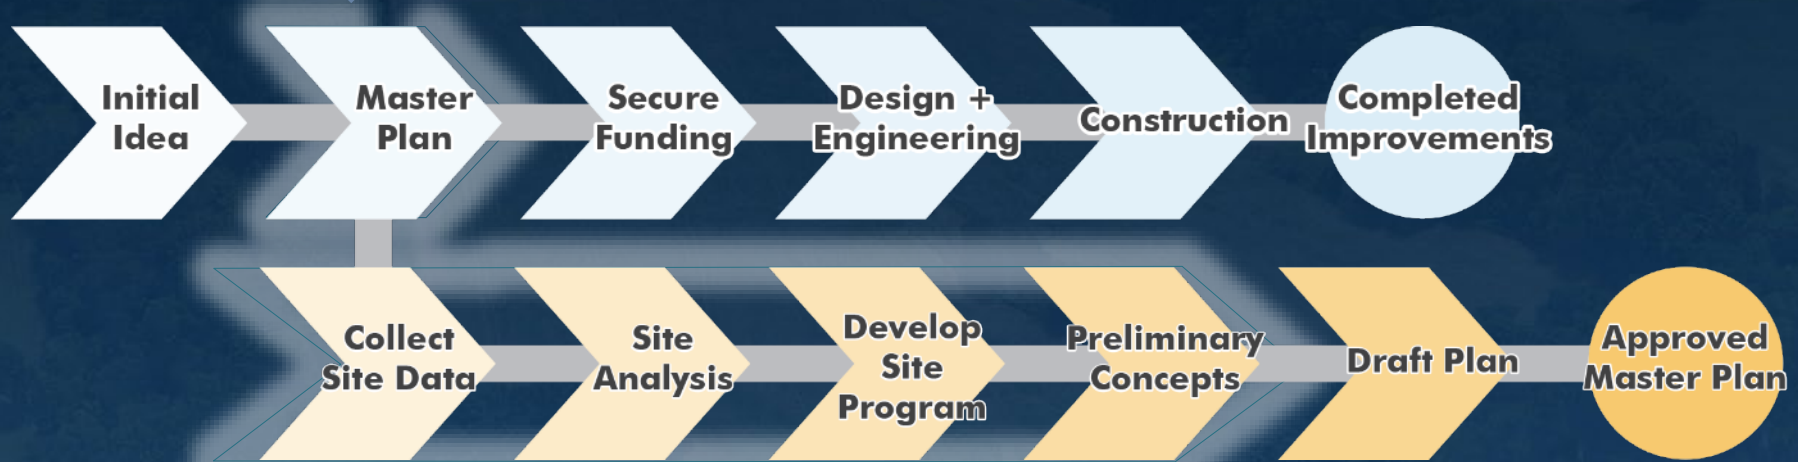 Initial
Idea
Master
Plan
Secure
Funding
Design +
Engineering
Construction
Completed
Improvements
Collect
Site Data
Site
Analysis
Develop
Site
Program
Preliminary
Concepts
Draft Plan
Approved
Master Plan